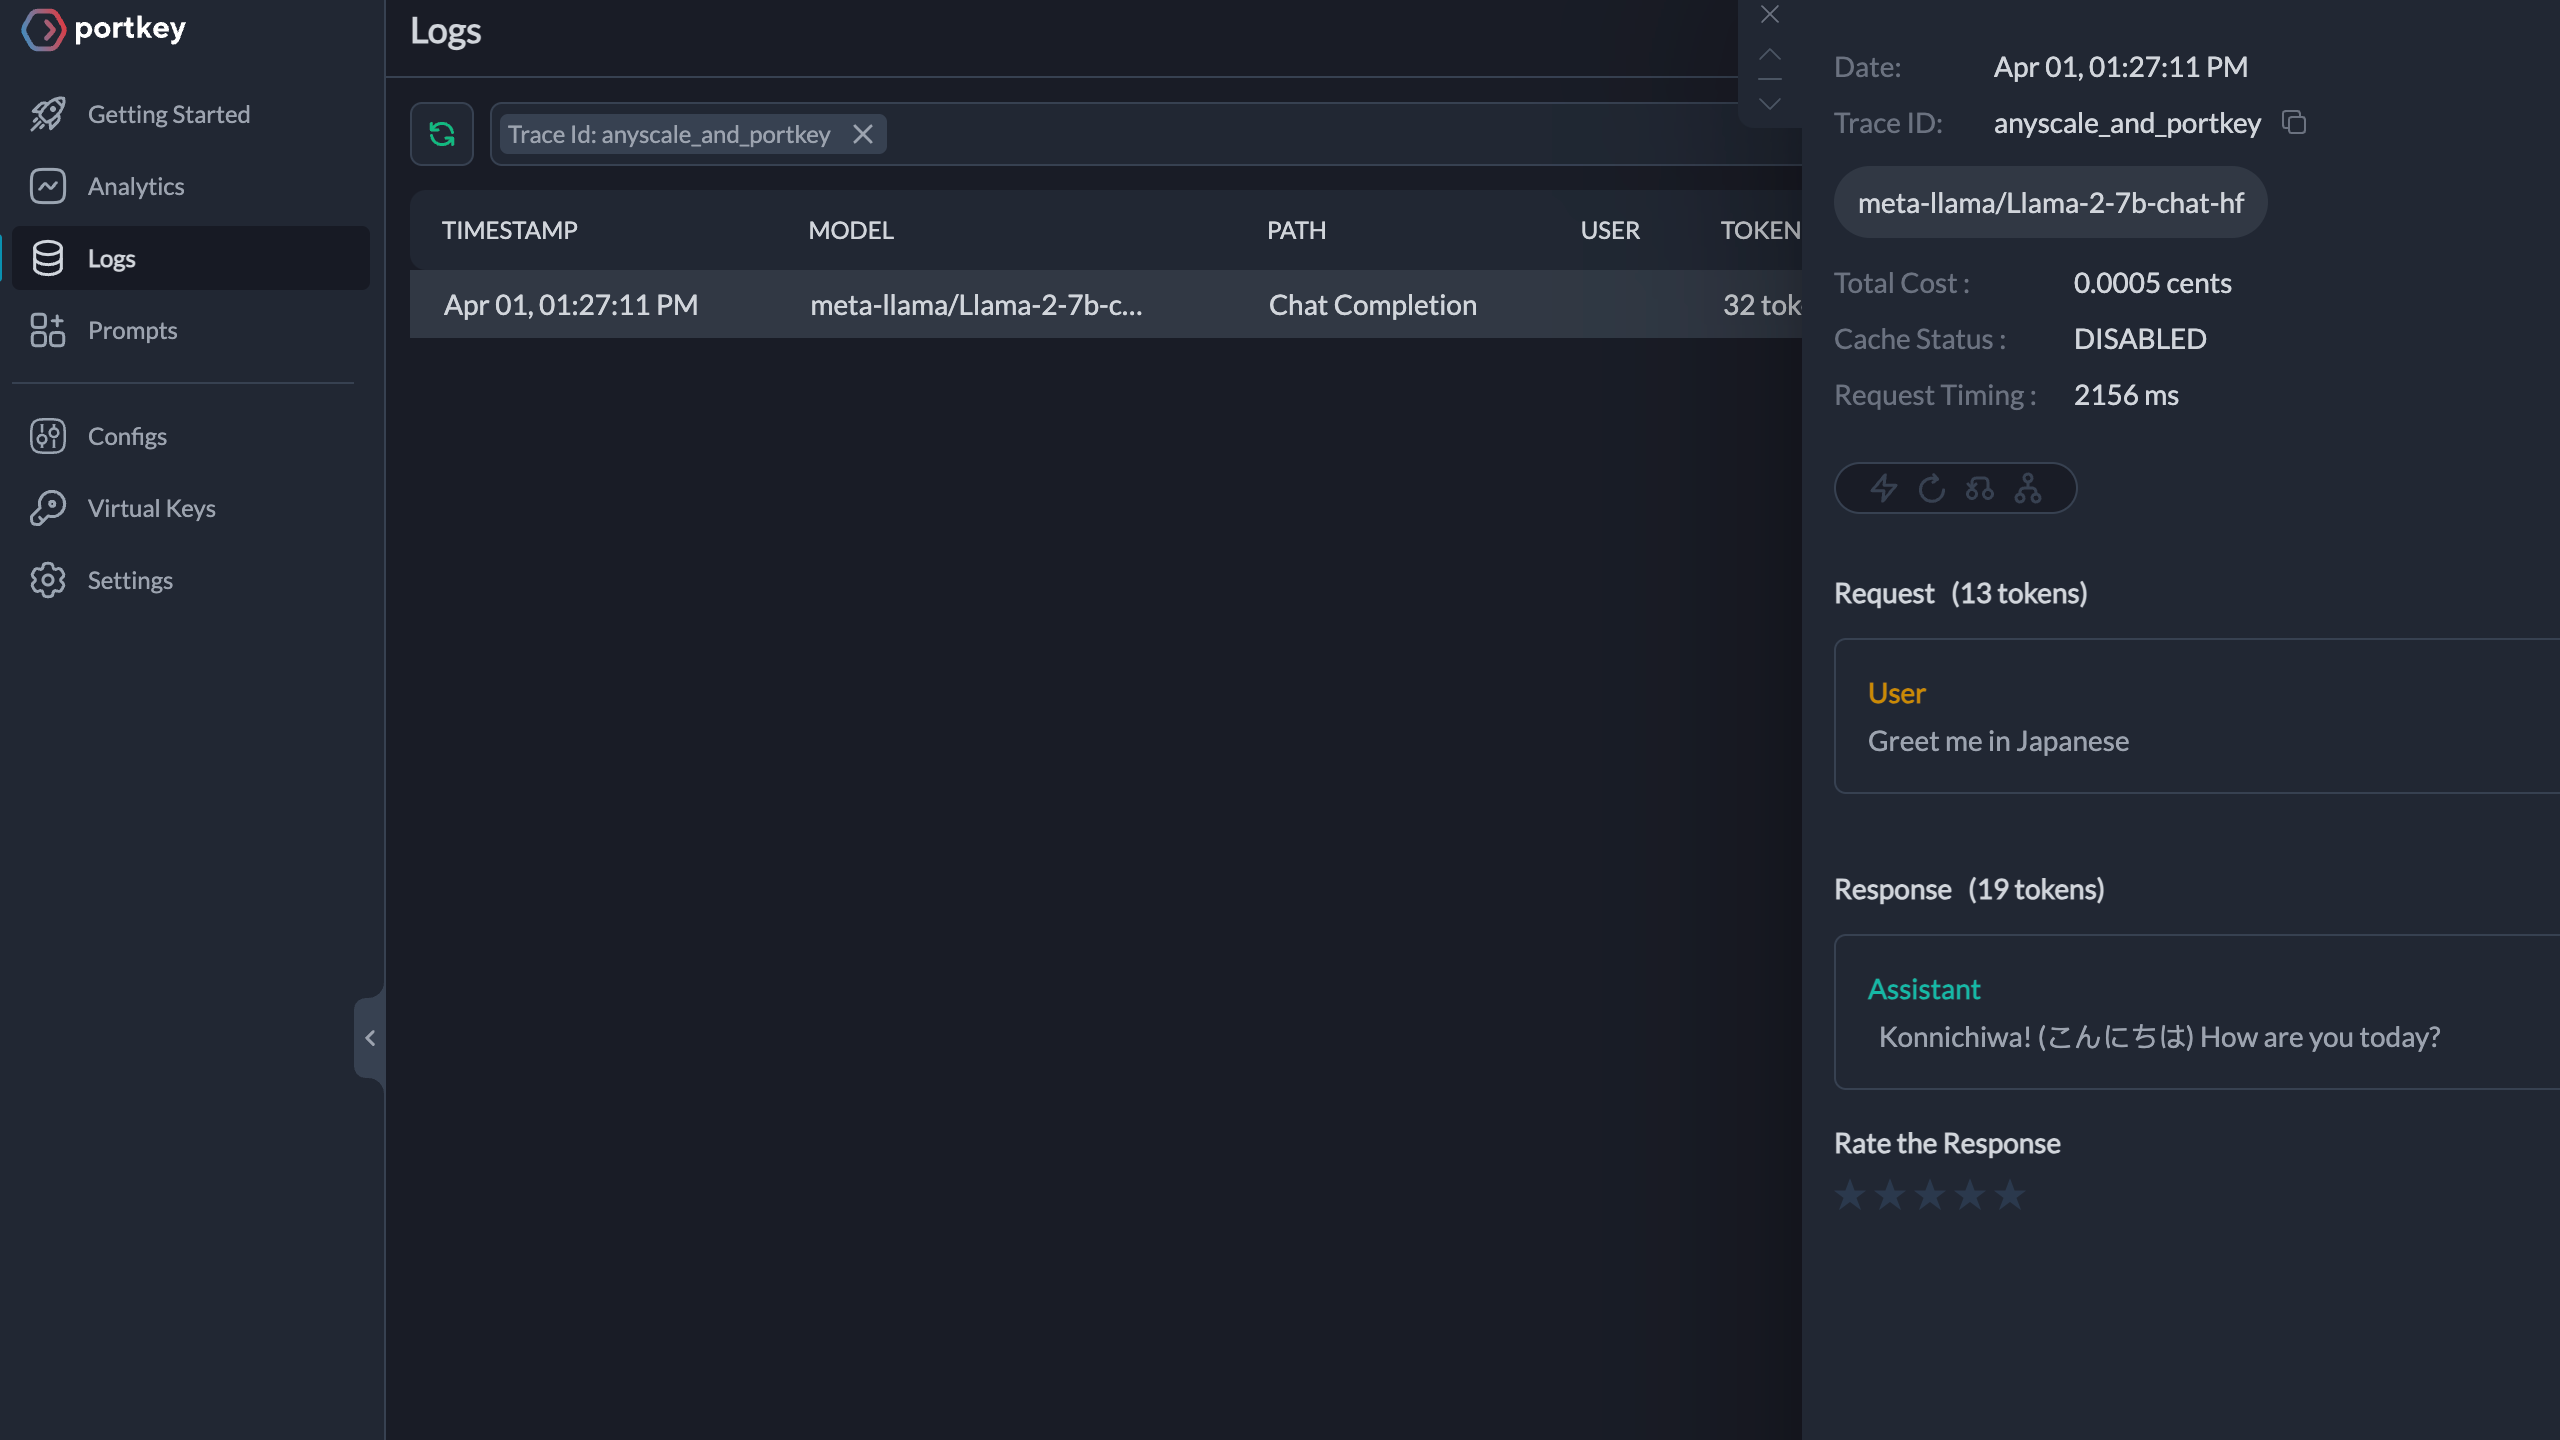 portkey
Getting Started
Analytics
Logs
Prompts
Configs
Virtual Keys
Settings
Logs
Trace Id: anyscale_and_portkey
TIMESTAMP MODEL PATH USER TOKEN
Apr 01, 01:27:11 PM meta-llama/Llama-2-7b-c... Chat Completion 32 tok
Date: Apr 01, 01:27:11 PM
Trace ID: anyscale_and_portkey
meta-llama/Llama-2-7b-chat-hf
Total Cost : 0.0005 cents
Cache Status : DISABLED
Request Timing : 2156 ms
Request (13 tokens)
User
Greet me in Japanese
Response (19 tokens)
Assistant
Konnichiwa! (こんにちは) How are you today?
Rate the Response